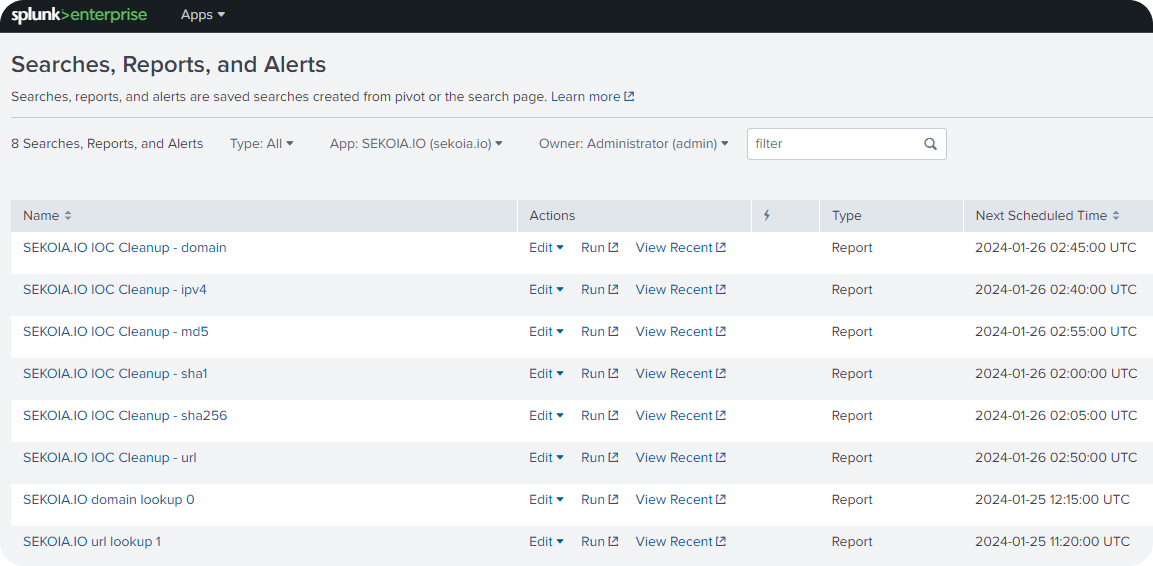 splunk>enterprise Apps
Searches, Reports, and Alerts
Searches, reports, and alerts are saved searches created from pivot or the search page. Learn more
8 Searches, Reports, and Alerts Type: All App: SEKOIA.IO (sekoia.io) Owner: Administrator (admin) filter
Name Actions Type Next Scheduled Time
SEKOIA.IO IOC Cleanup - domain Edit Run View Recent Report 2024-01-26 02:45:00 UTC
SEKOIA.IO IOC Cleanup - ipv4 Edit Run View Recent Report 2024-01-26 02:40:00 UTC
SEKOIA.IO IOC Cleanup - md5 Edit Run View Recent Report 2024-01-26 02:55:00 UTC
SEKOIA.IO IOC Cleanup - sha1 Edit Run View Recent Report 2024-01-26 02:00:00 UTC
SEKOIA.IO IOC Cleanup - sha256 Edit Run View Recent Report 2024-01-26 02:05:00 UTC
SEKOIA.IO IOC Cleanup - url Edit Run View Recent Report 2024-01-26 02:50:00 UTC
SEKOIA.IO domain lookup 0 Edit Run View Recent Report 2024-01-25 12:15:00 UTC
SEKOIA.IO url lookup 1 Edit Run View Recent Report 2024-01-25 11:20:00 UTC